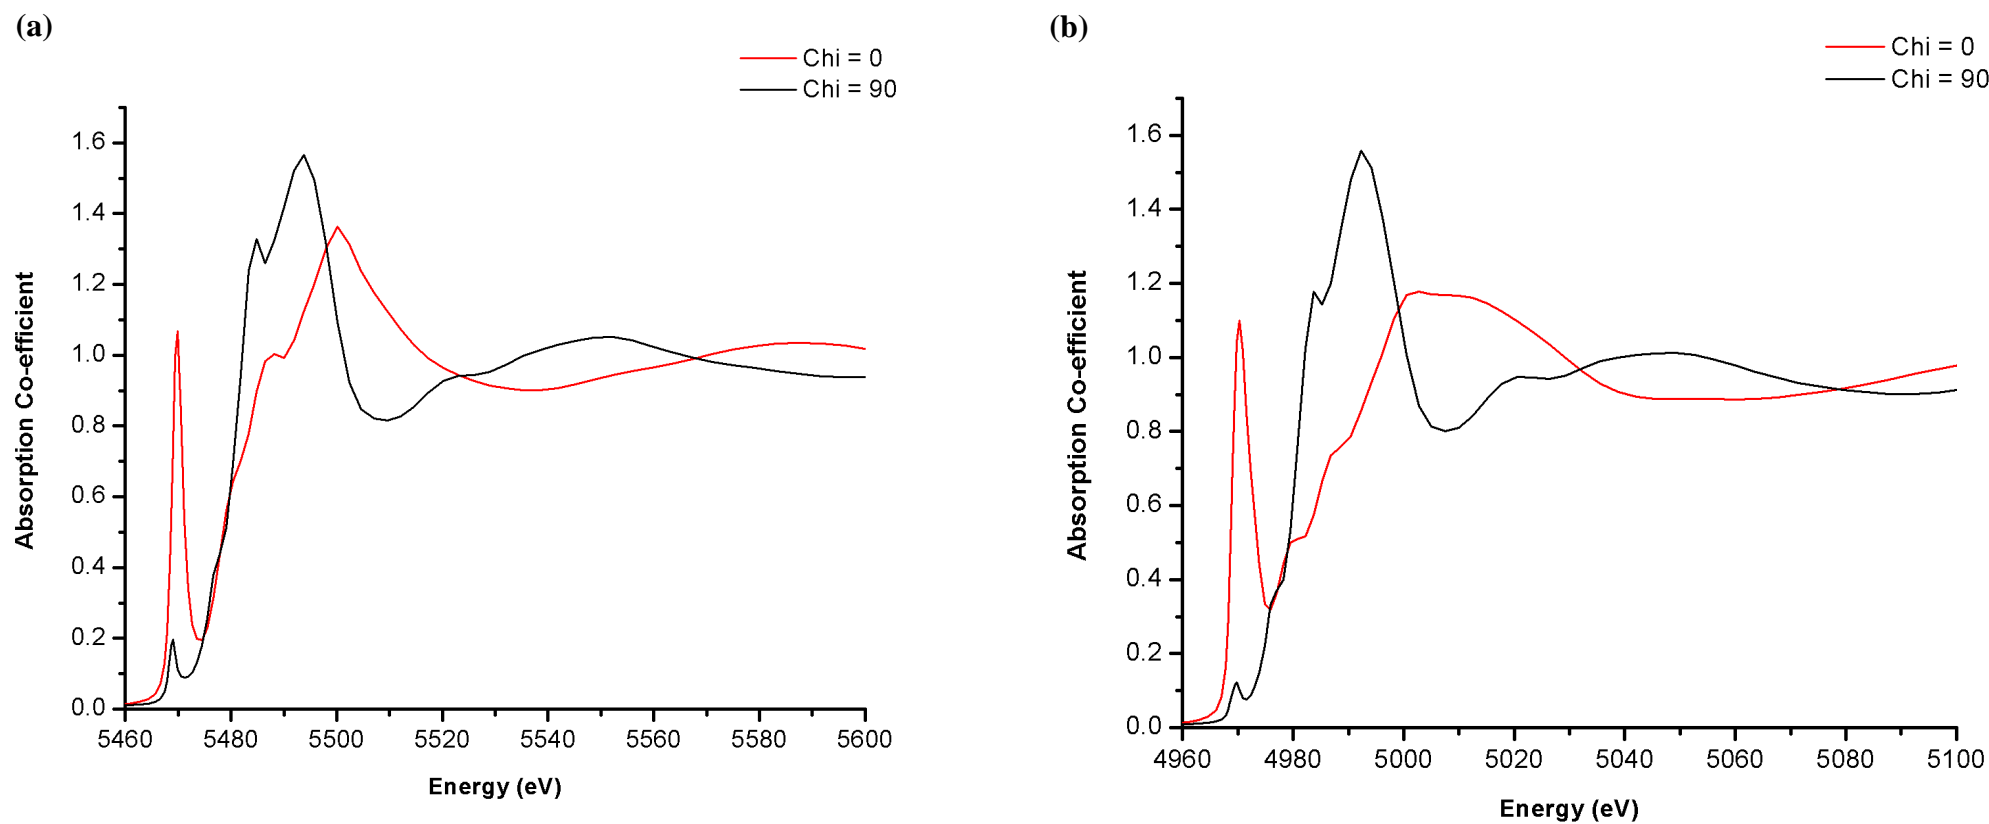 (a)
Chi = 0
Chi = 90
1.6
1.4
1.2
1.0
0.8
0.6
0.4
0.2
0.0
Absorption Co-efficient
5460 5480 5500 5520 5540 5560 5580 5600
Energy (eV)
(b)
Chi = 0
Chi = 90
1.6
1.4
1.2
1.0
0.8
0.6
0.4
0.2
0.0
Absorption Co-efficient
4960 4980 5000 5020 5040 5060 5080 5100
Energy (eV)